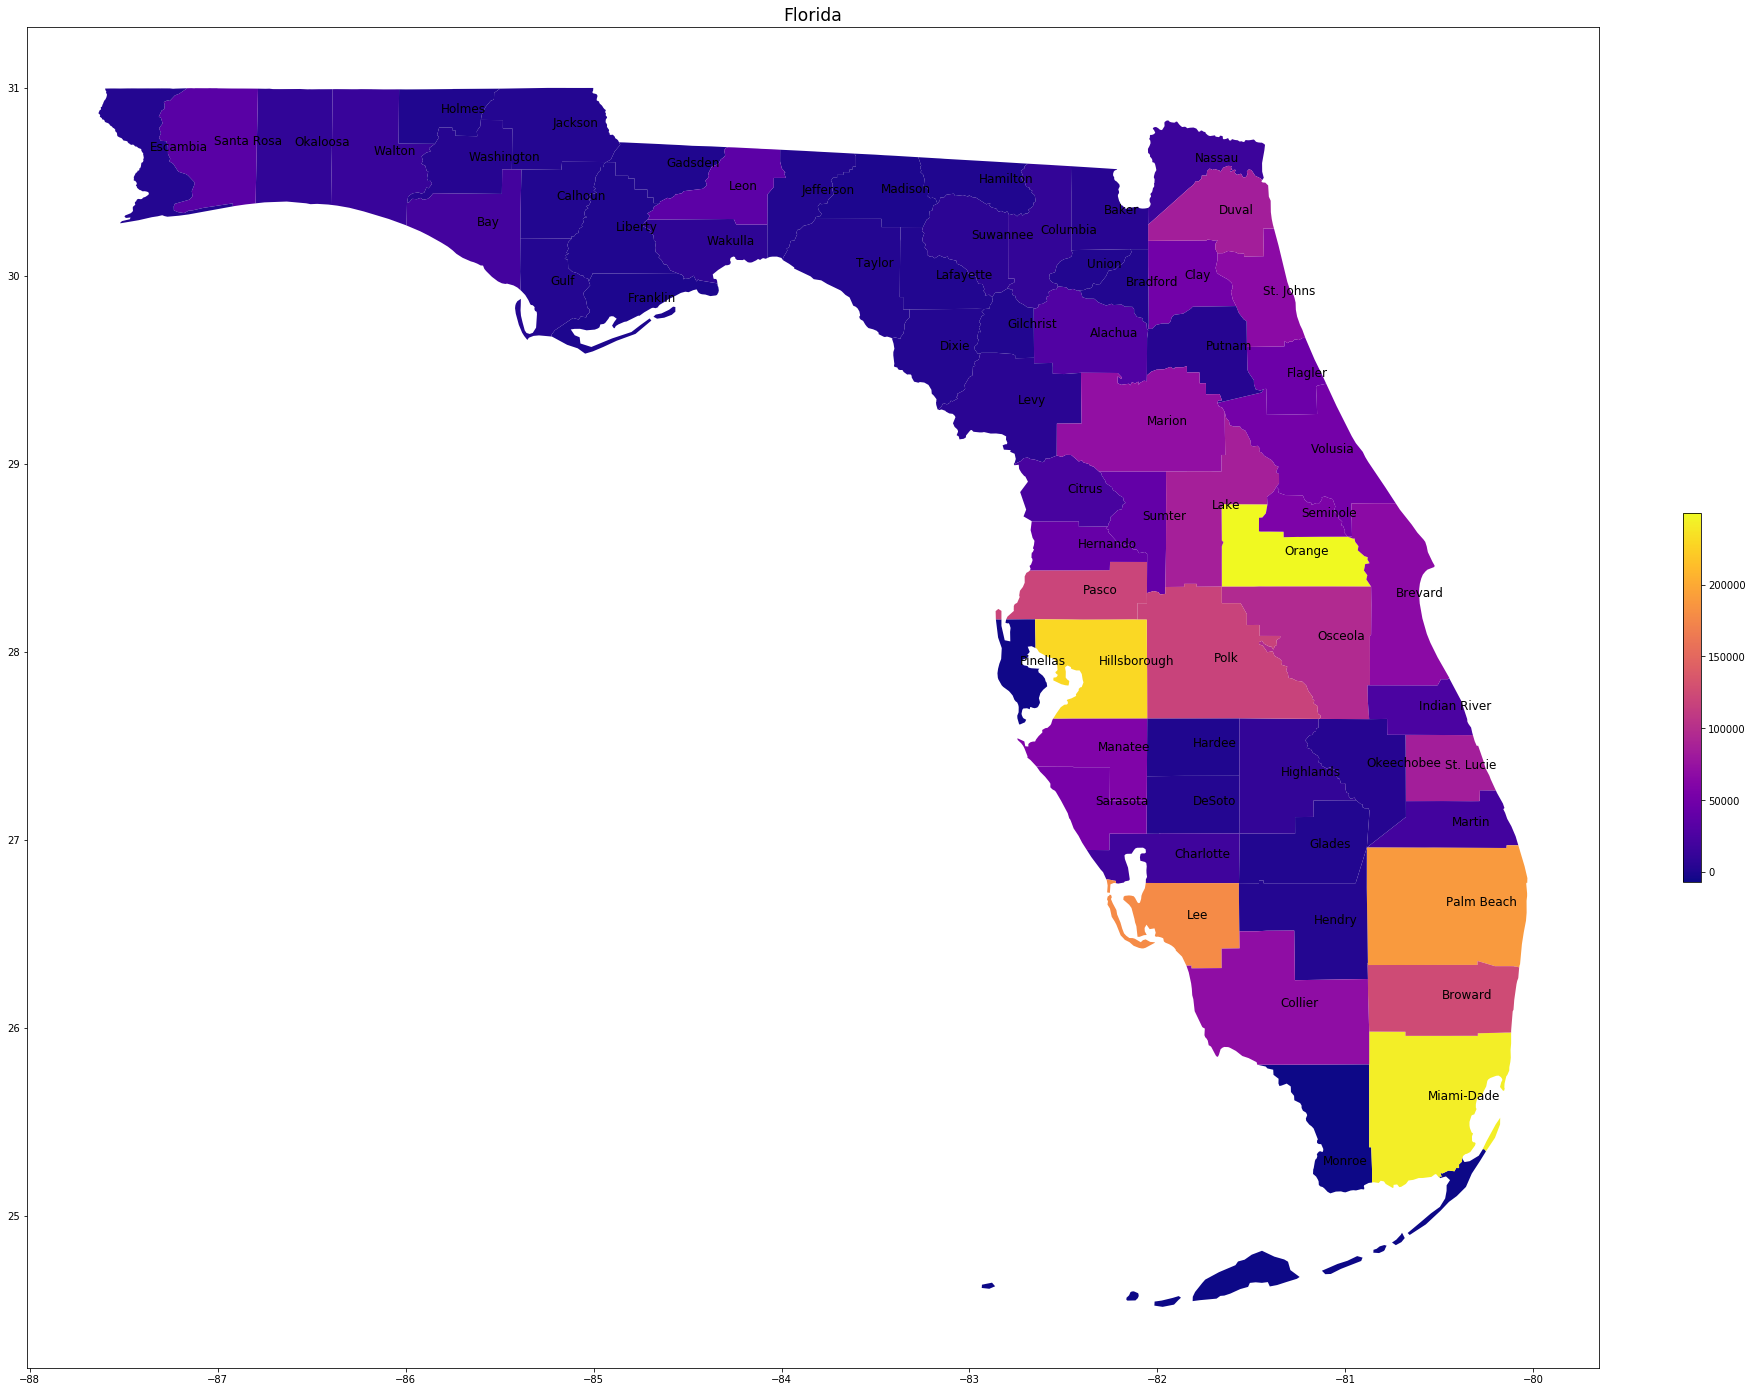 Florida
31
30
29
28
27
26
25
Holmes
Jackson
Escambia
Santa Rosa
Okaloosa
Walton
Washington
Gadsden
Nassau
Calhoun
Leon
Jefferson
Madison
Hamilton
Baker
Duval
Bay
Liberty
Wakulla
Suwannee
Columbia
Taylor
Lafayette
Union
Bradford
Clay
Gulf
Franklin
St. Johns
Dixie
Gilchrist
Alachua
Putnam
Flagler
Levy
Marion
Volusia
Citrus
Sumter
Lake
Seminole
Hernando
Orange
Pasco
Brevard
Osceola
Pinellas
Hillsborough
Polk
Indian River
Manatee
Hardee
Highlands
Okeechobee
St. Lucie
Sarasota
DeSoto
Martin
Charlotte
Glades
Lee
Hendry
Palm Beach
Collier
Broward
Miami-Dade
Monroe
−88
−87
−86
−85
−84
−83
−82
−81
−80
200000
150000
100000
50000
0